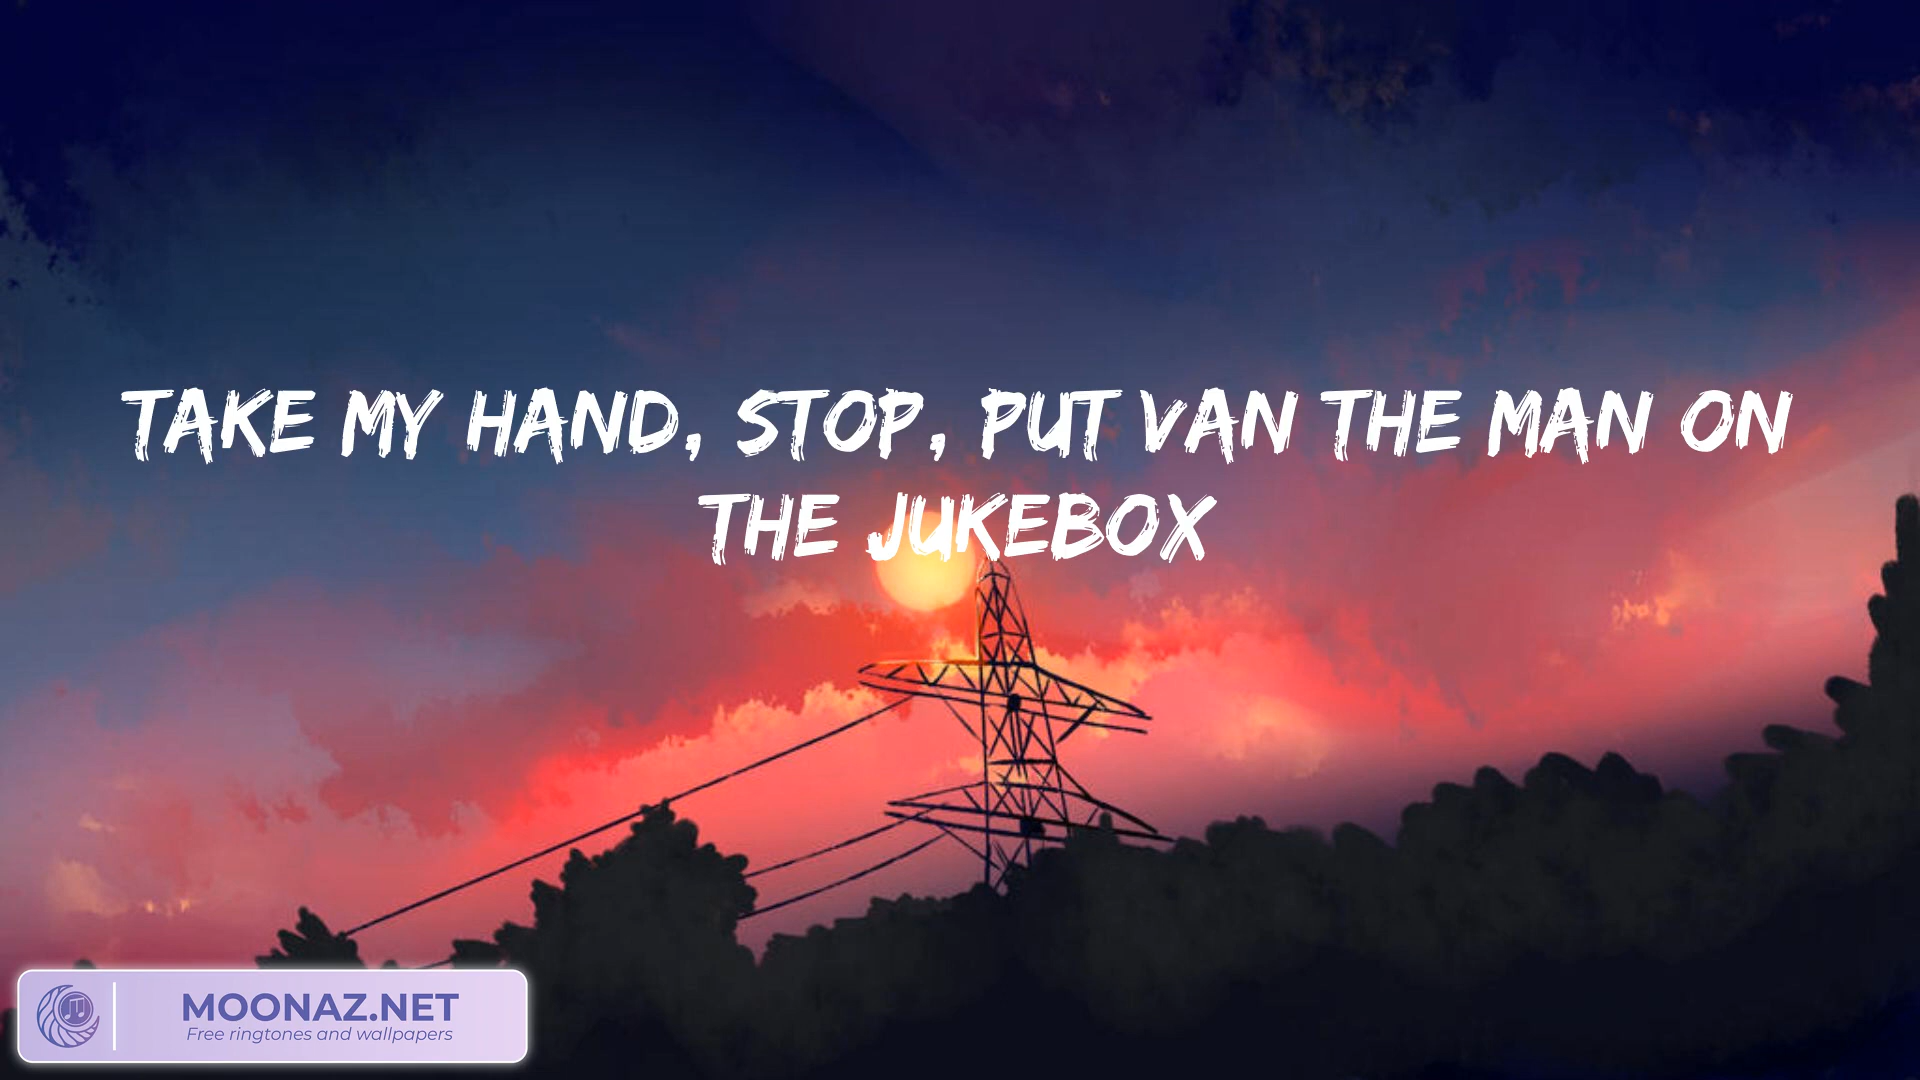 TAKE MY HAND, STOP, PUT VAN THE MAN ON
THE JUKEBOX
MOONAZ.NET
Free ringtones and wallpapers